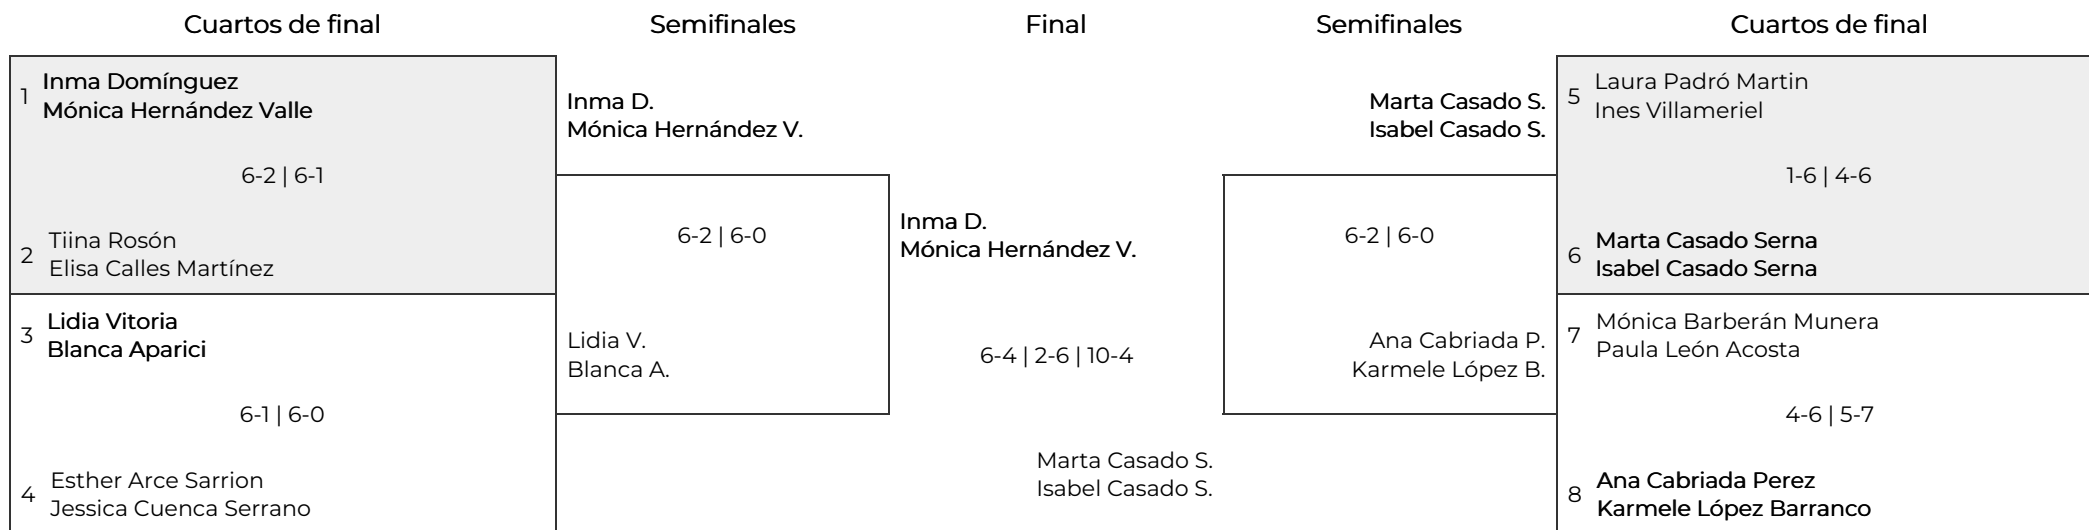 Cuartos de final
Semifinales
Final
Semifinales
Cuartos de final
1
Inma Domínguez
Mónica Hernández Valle
6-2 | 6-1
2
Tiina Rosón
Elisa Calles Martínez
3
Lidia Vitoria
Blanca Aparici
6-1 | 6-0
4
Esther Arce Sarrion
Jessica Cuenca Serrano
Inma D.
Mónica Hernández V.
6-2 | 6-0
Lidia V.
Blanca A.
Inma D.
Mónica Hernández V.
6-4 | 2-6 | 10-4
Marta Casado S.
Isabel Casado S.
Marta Casado S.
Isabel Casado S.
6-2 | 6-0
Ana Cabriada P.
Karmele López B.
5
Laura Padró Martin
Ines Villameriel
1-6 | 4-6
6
Marta Casado Serna
Isabel Casado Serna
7
Mónica Barberán Munera
Paula León Acosta
4-6 | 5-7
8
Ana Cabriada Perez
Karmele López Barranco